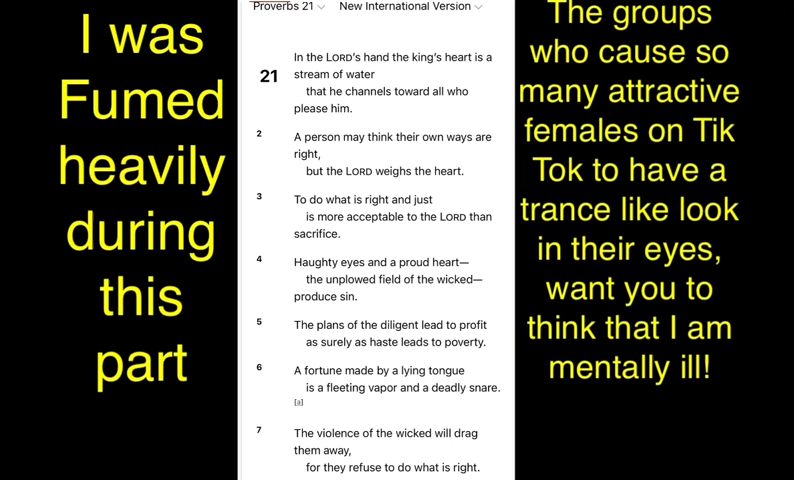 I was
Fumed
heavily
during
this
part
Proverbs 21 New International Version
21
In the LORD's hand the king's heart is a
stream of water
that he channels toward all who
please him.
2
A person may think their own ways are
right,
but the LORD weighs the heart.
3
To do what is right and just
is more acceptable to the LORD than
sacrifice.
4
Haughty eyes and a proud heart—
the unplowed field of the wicked—
produce sin.
5
The plans of the diligent lead to profit
as surely as haste leads to poverty.
6
A fortune made by a lying tongue
is a fleeting vapor and a deadly snare.
[a]
7
The violence of the wicked will drag
them away,
for they refuse to do what is right.
The groups
who cause so
many attractive
females on Tik
Tok to have a
trance like look
in their eyes,
want you to
think that I am
mentally ill!